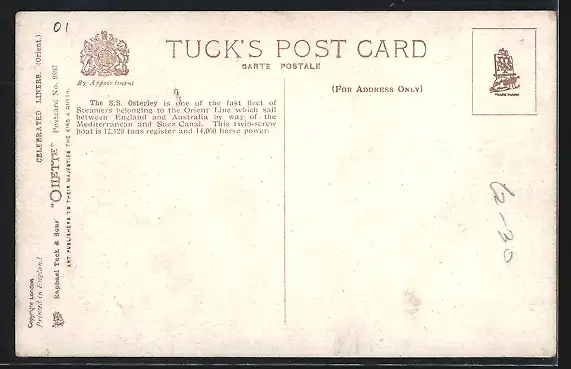 01
TUCK'S POST CARD
CARTE POSTALE
By Appointment
(FOR ADDRESS ONLY)
The S.S. Osterley is one of the fast fleet of
Steamers belonging to the Orient Line which sail
between England and Australia by way of the
Mediterranean and Suez Canal. This twin-screw
boat is 12,129 tons register and 14,000 horse power.
CELEBRATED LINERS. (Orient.)
Raphael Tuck & Sons' "OILETTE" Postcard No. 8897
ART PUBLISHERS TO THEIR MAJESTIES THE KING & QUEEN.
Copyright London
Printed in England
TRADE MARK